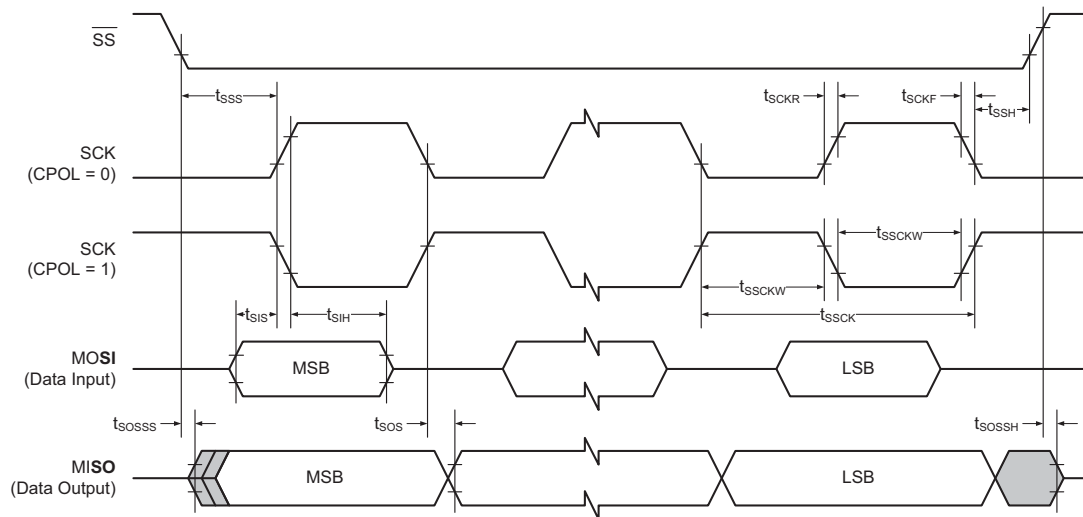 SS
tSSS
tSCKR
tSCKF
tSSH
SCK
(CPOL = 0)
SCK
(CPOL = 1)
tSSCKW
tSSCKW
tSSCK
tSIS
tSIH
MOSI
(Data Input)
MSB
LSB
tSOSSS
tSOS
tSOSSH
MISO
(Data Output)
MSB
LSB